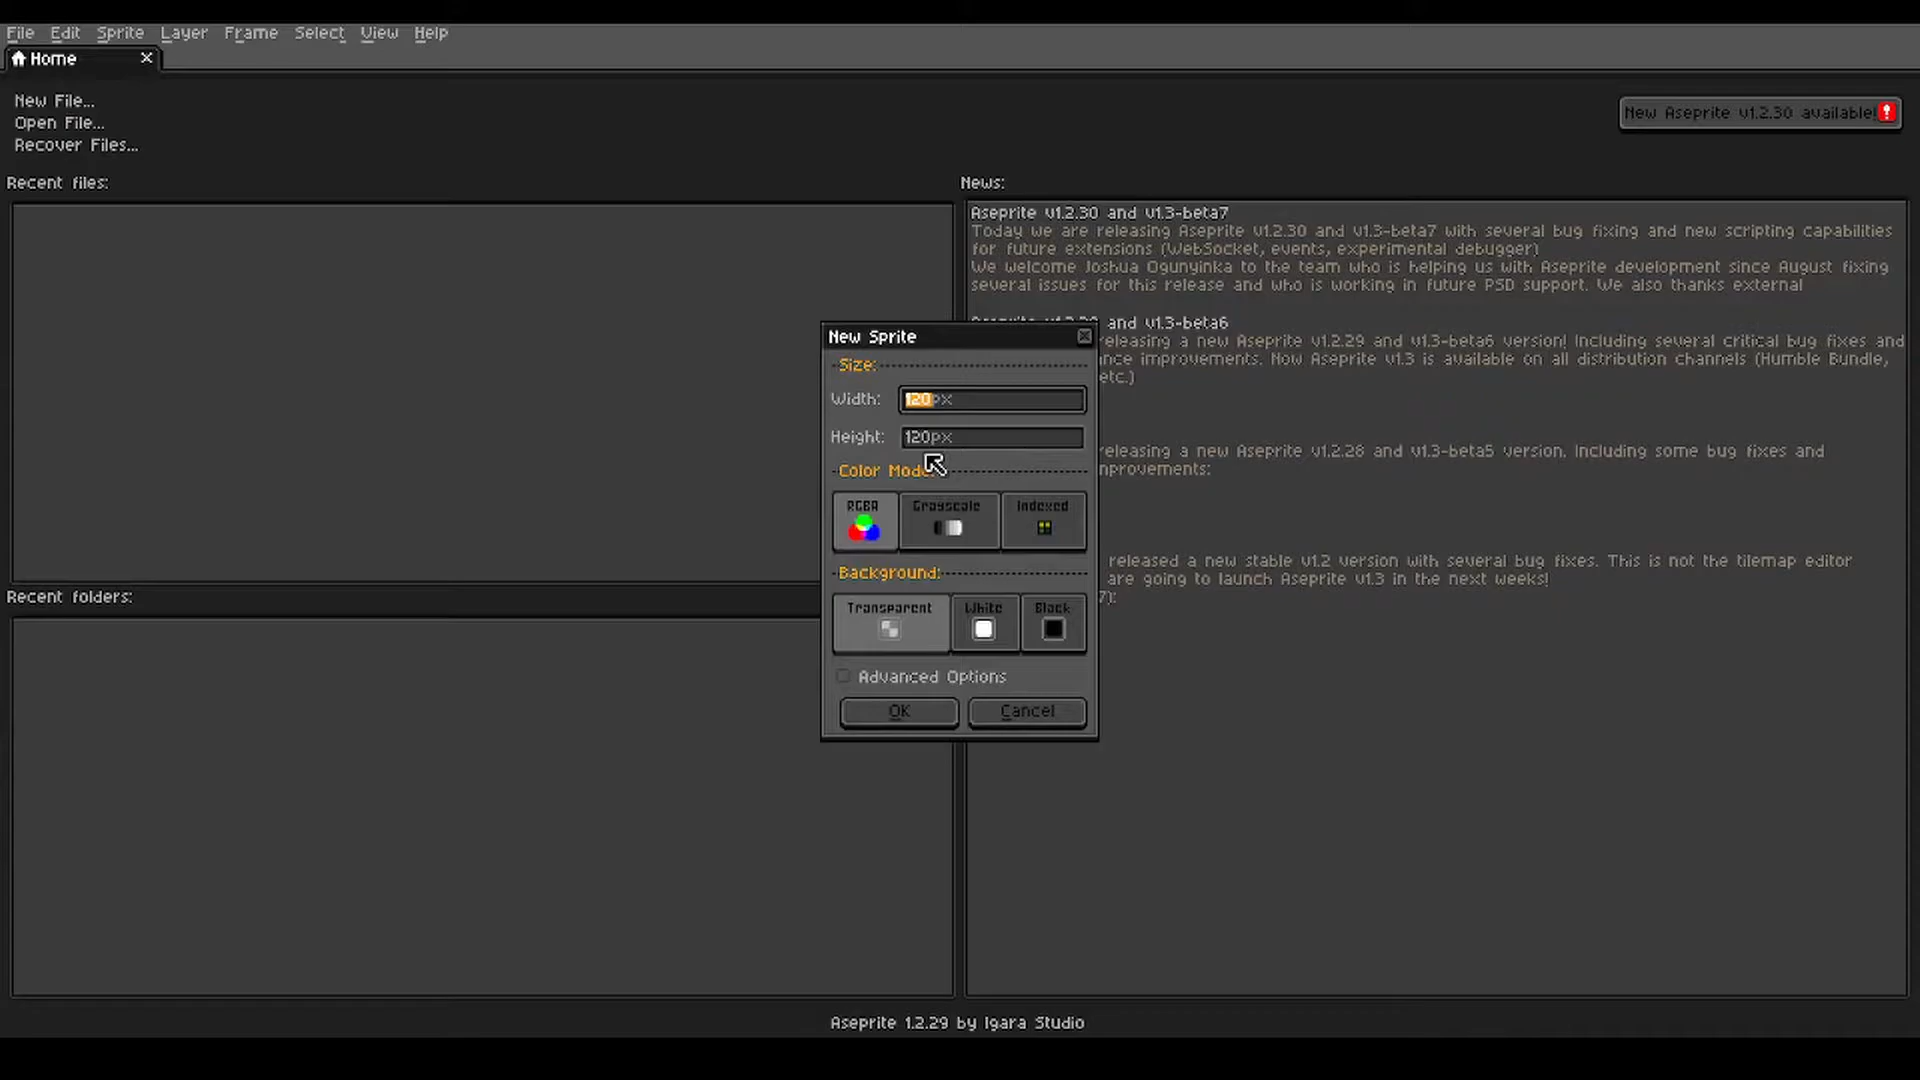 File Edit Sprite Layer Frame Select View Help
Home
New File...
Open File...
Recover Files...
New Aseprite v1.2.30 available!
Recent files:
News:
Aseprite v1.2.30 and v1.3-beta7
Today we are releasing Aseprite v1.2.30 and v1.3-beta7 with several bug fixing and new scripting capabilities
for future extensions (WebSocket, events, experimental debugger)
We welcome Joshua Ogunyinka to the team who is helping us with Aseprite development since August fixing
several issues for this release and who is working in future PSD support. We also thanks external
and v1.3-beta6
releasing a new Aseprite v1.2.29 and v1.3-beta6 version! Including several critical bug fixes and
improvements. Now Aseprite v1.3 is available on all distribution channels (Humble Bundle,
etc.)
releasing a new Aseprite v1.2.28 and v1.3-beta5 version. Including some bug fixes and
released a new stable v1.2 version with several bug fixes. This is not the tilemap editor
are going to launch Aseprite v1.3 in the next weeks!
New Sprite
Size:
Width: 120px
Height: 120px
Color Mode:
RGBA Grayscale Indexed
Background:
Transparent White Black
Advanced Options
OK Cancel
Recent folders:
Aseprite 1.2.29 by Igara Studio